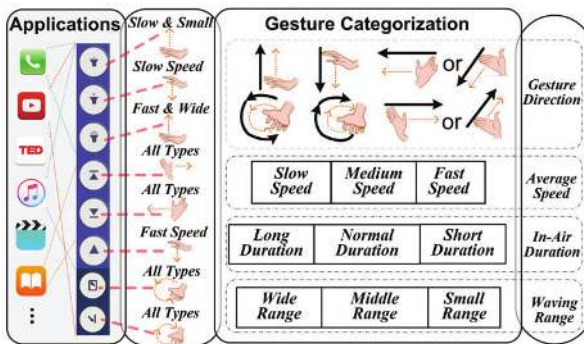 Applications
Slow & Small
Gesture Categorization
Slow Speed
Fast & Wide
All Types
All Types
Fast Speed
All Types
All Types
TED
or
or
Gesture
Direction
Slow
Speed
Medium
Speed
Fast
Speed
Average
Speed
Long
Duration
Normal
Duration
Short
Duration
In-Air
Duration
Wide
Range
Middle
Range
Small
Range
Waving
Range